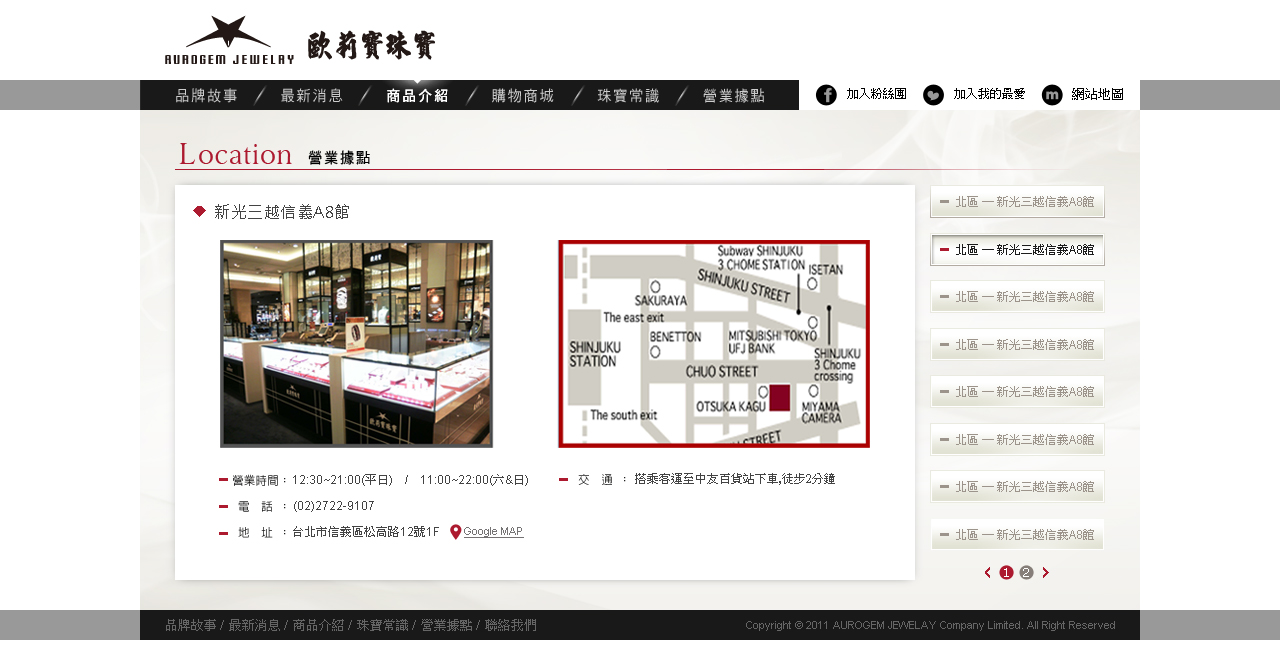 AUROGEM JEWELAY 歐莉寶珠寶
品牌故事 / 最新消息 / 商品介紹 / 購物商城 / 珠寶常識 / 營業據點
加入粉絲團 加入我的最愛 網站地圖
Location 營業據點
新光三越信義A8館
Subway SHINJUKU
3 CHOME STATION
ISETAN
SHINJUKU STREET
SAKURAYA
The east exit
BENETTON
MITSUBISHI TOKYO
UFJ BANK
SHINJUKU
STATION
SHINJUKU
3 Chome
crossing
CHUO STREET
OTSUKA KAGU
MIYAMA
CAMERA
The south exit
STREET
營業時間：12:30~21:00(平日) / 11:00~22:00(六&日)
電 話 ：(02)2722-9107
地 址 ：台北市信義區松高路12號1F Google MAP
交 通 ：搭乘客運至中友百貨站下車,徒步2分鐘
北區 — 新光三越信義A8館
北區 — 新光三越信義A8館
北區 — 新光三越信義A8館
北區 — 新光三越信義A8館
北區 — 新光三越信義A8館
北區 — 新光三越信義A8館
北區 — 新光三越信義A8館
北區 — 新光三越信義A8館
1 2
品牌故事 / 最新消息 / 商品介紹 / 珠寶常識 / 營業據點 / 聯絡我們
Copyright © 2011 AUROGEM JEWELAY Company Limited. All Right Reserved